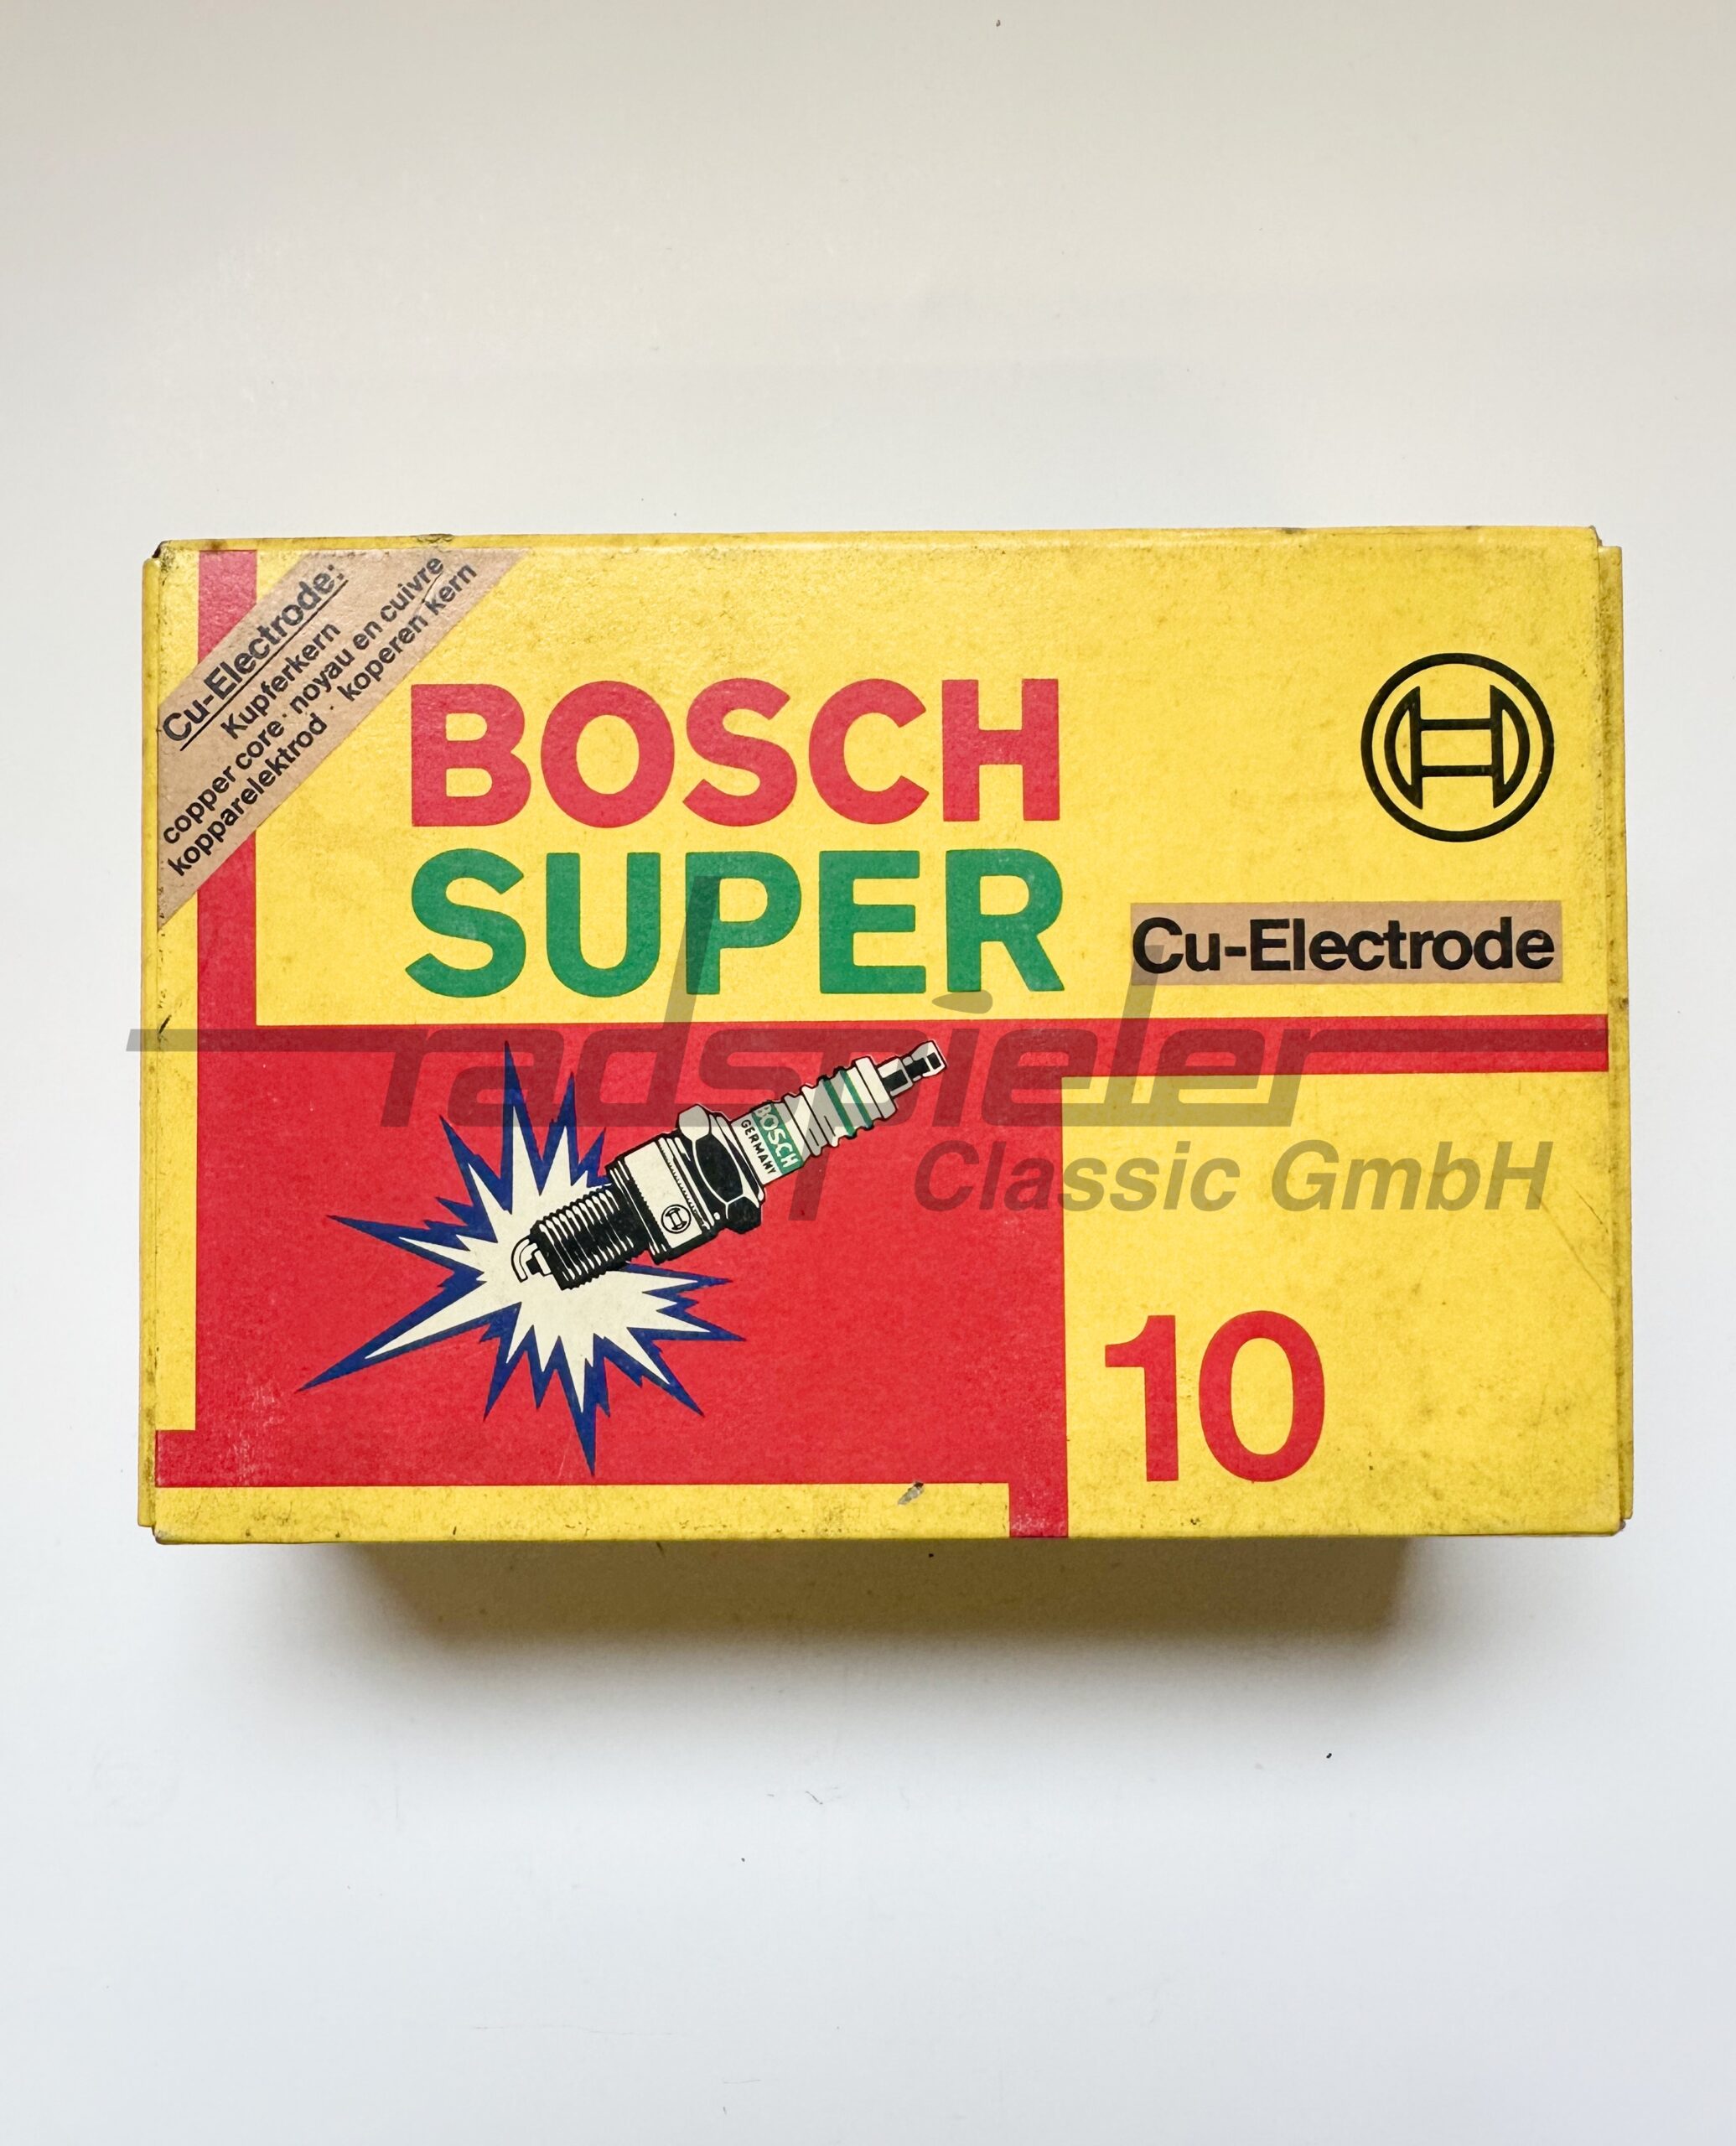 Cu-Electrode:
Kupferkern
copper core · noyau en cuivre
kopparelektrod · koperen kern
BOSCH
SUPER
Cu-Electrode
radspieler
Classic GmbH
BOSCH
GERMANY
10